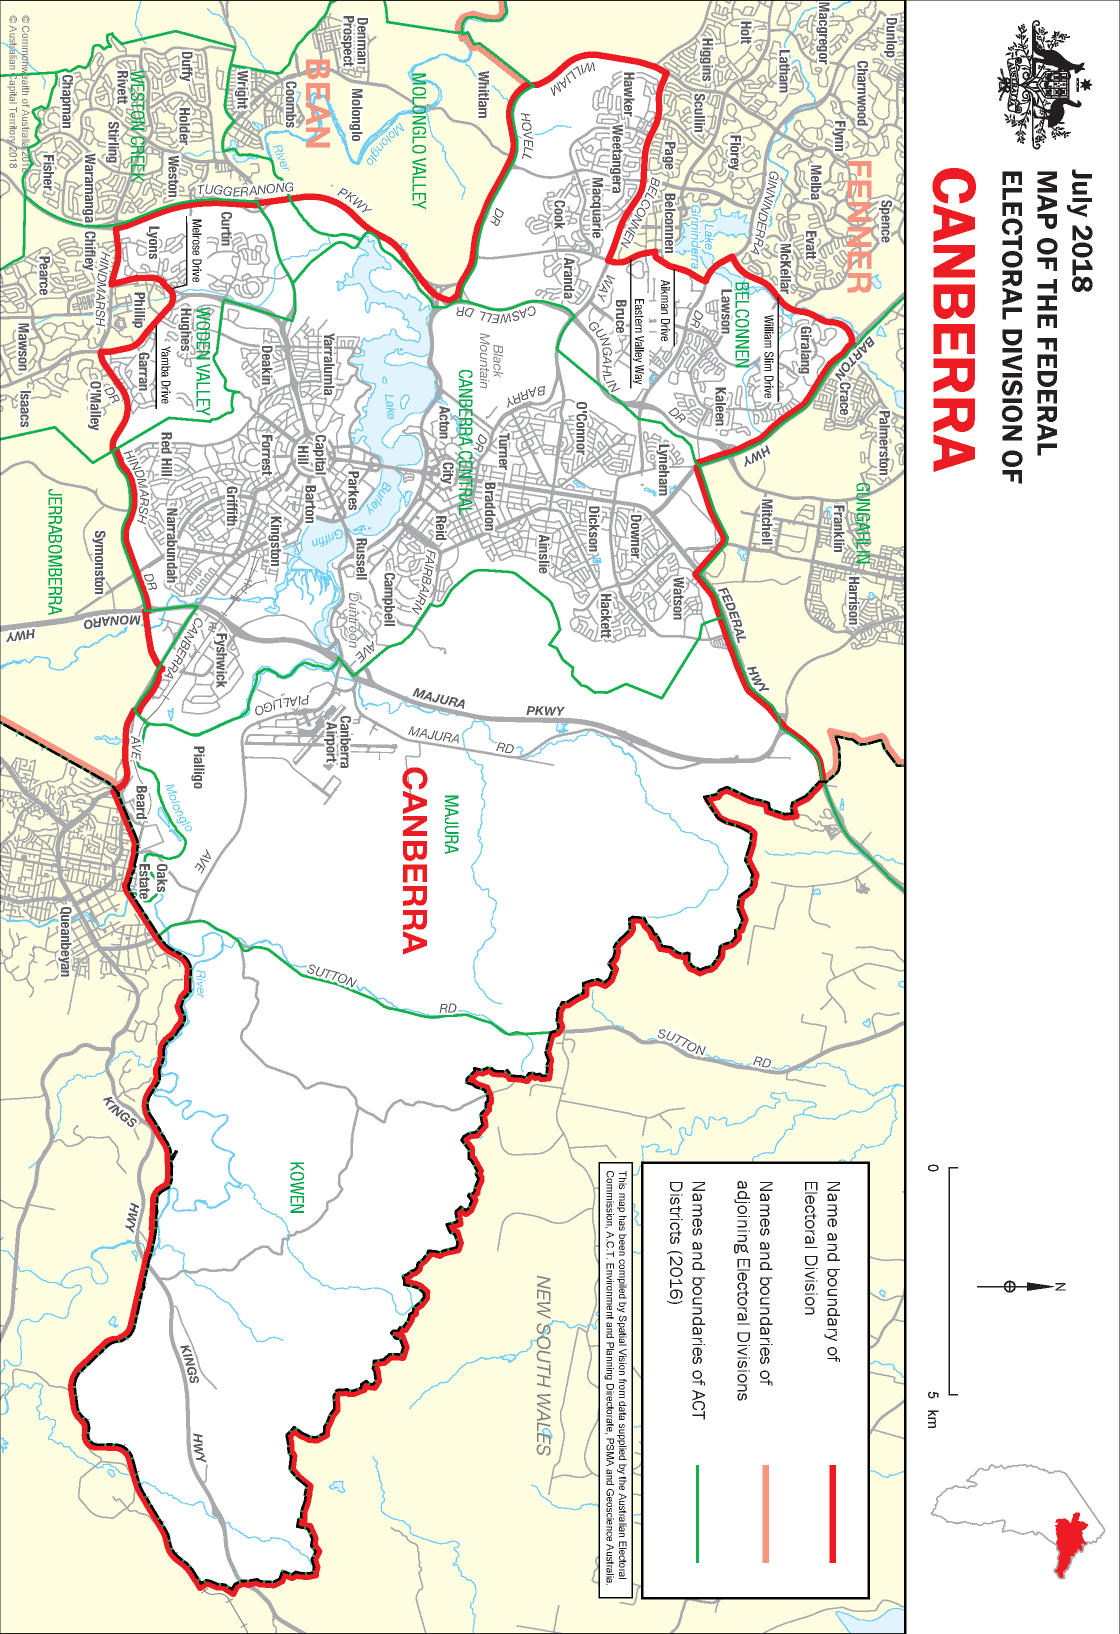 July 2018
MAP OF THE FEDERAL
ELECTORAL DIVISION OF
CANBERRA
0
5 km
N
Name and boundary of
Electoral Division
Names and boundaries of
adjoining Electoral Divisions
Names and boundaries of ACT
Districts (2016)
This map has been compiled by Spatial Vision from data supplied by the Australian Electoral
Commission, A.C.T. Environment and Planning Directorate, PSMA and Geoscience Australia.
NEW SOUTH WALES
Dunlop
Macgregor
Charnwood
Holt
Latham
Flynn
Spence
FENNER
Higgins
Melba
Florey
Scullin
Evatt
Page
GINNINDERRA
McKellar
Belconnen
Lake
Ginninderra
BELCONNEN
Lawson
William Slim Drive
Giralang
BARTON
HWY
Crace
Palmerston
GUNGAHLIN
Kaleen
Franklin
Mitchell
Harrison
Hawker
Weetangera
Macquarie
Cook
Aranda
BELCONNEN
WAY
Bruce
Aikman Drive
Eastern Valley Way
GUNGAHLIN
DR
DR
WILLIAM
HOVELL
DR
Whitlam
MOLONGLO VALLEY
Molonglo
River
Denman
Prospect
Molonglo
BEAN
Coombs
Wright
Duffy
Holder
WESTON CREEK
Rivett
Stirling
Weston
Chapman
Waramanga
Fisher
TUGGERANONG
PKWY
Curtin
Lyons
Melrose Drive
Chifley
HINDMARSH
DR
Phillip
Pearce
Hughes
WODEN VALLEY
Yamba Drive
Garran
O'Malley
Mawson
Isaacs
Lyneham
O'Connor
BARRY
DR
Turner
Braddon
CASWELL DR
Black
Mountain
CANBERRA CENTRAL
Acton
City
Reid
Dickson
Downer
Ainslie
Hackett
Watson
FEDERAL
HWY
Campbell
FAIRBAIRN
AVE
Russell
Duntroon
Lake
Burley
Griffin
Yarralumla
Deakin
Capital
Hill
Parkes
Barton
Forrest
Red Hill
Griffith
Kingston
Narrabundah
HINDMARSH
DR
Symonston
JERRABOMBERRA
MONARO
HWY
CANBERRA
AVE
Fyshwick
PIALLIGO
AVE
Canberra
Airport
MAJURA
PKWY
MAJURA
RD
MAJURA
CANBERRA
Pialligo
Molonglo
River
Beard
Oaks
Estate
Queanbeyan
SUTTON
RD
SUTTON
RD
KOWEN
KINGS
HWY
KINGS
HWY
© Commonwealth of Australia 2018
© Australian Capital Territory 2018